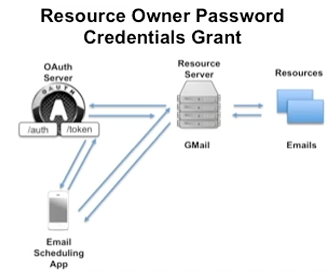 Resource Owner Password
Credentials Grant
OAuth
Server
OAUTH
A
/auth
/token
Resource
Server
GMail
Resources
Emails
Email
Scheduling
App